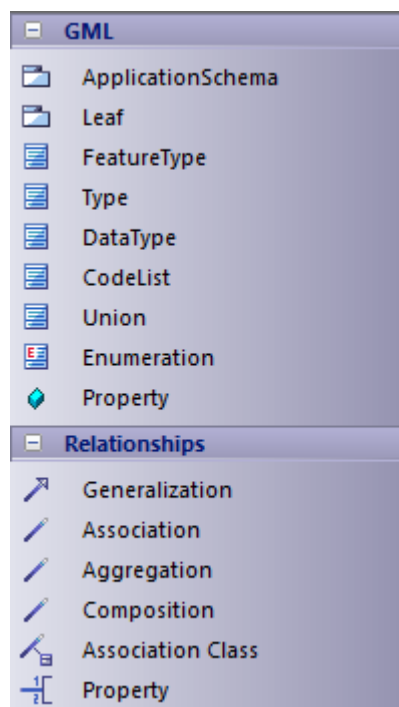 GML
ApplicationSchema
Leaf
FeatureType
Type
DataType
CodeList
Union
Enumeration
Property
Relationships
Generalization
Association
Aggregation
Composition
Association Class
Property